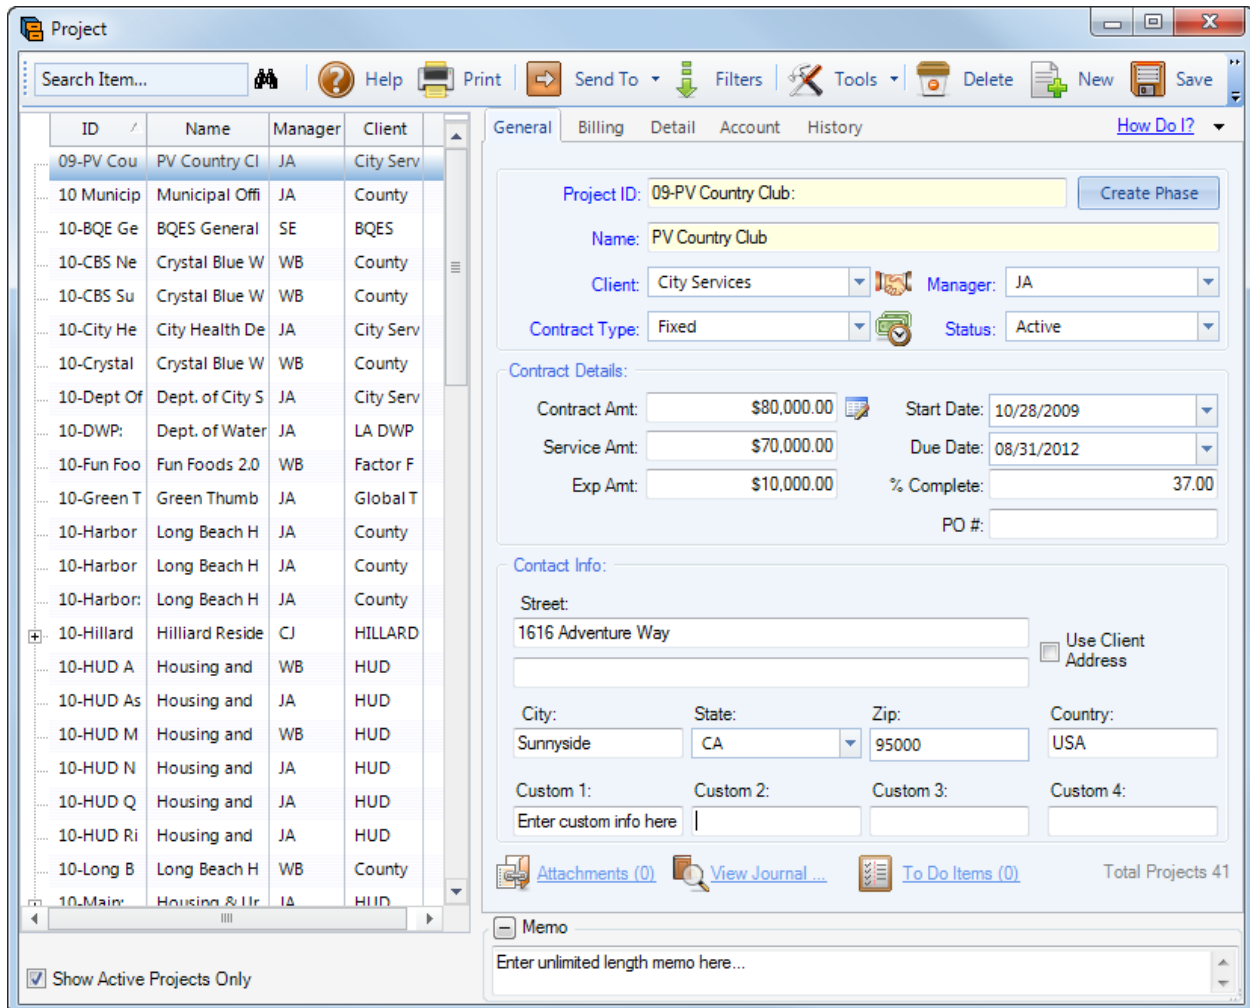 Project
Search Item... Help Print Send To Filters Tools Delete New Save
ID Name Manager Client
09-PV Cou PV Country Cl JA City Serv
10 Municip Municipal Offi JA County
10-BQE Ge BQES General SE BQES
10-CBS Ne Crystal Blue W WB County
10-CBS Su Crystal Blue W WB County
10-City He City Health De JA City Serv
10-Crystal Crystal Blue W WB County
10-Dept Of Dept. of City S JA City Serv
10-DWP: Dept. of Water JA LA DWP
10-Fun Foo Fun Foods 2.0 WB Factor F
10-Green T Green Thumb JA Global T
10-Harbor Long Beach H JA County
10-Harbor Long Beach H JA County
10-Harbor: Long Beach H JA County
10-Hillard Hilliard Reside CJ HILLARD
10-HUD A Housing and WB HUD
10-HUD As Housing and JA HUD
10-HUD M Housing and WB HUD
10-HUD N Housing and JA HUD
10-HUD Q Housing and JA HUD
10-HUD Ri Housing and JA HUD
10-Long B Long Beach H WB County
10-Main: Housing & Ur JA HUD
Show Active Projects Only
General Billing Detail Account History How Do I?
Project ID: 09-PV Country Club: Create Phase
Name: PV Country Club
Client: City Services Manager: JA
Contract Type: Fixed Status: Active
Contract Details:
Contract Amt: $80,000.00 Start Date: 10/28/2009
Service Amt: $70,000.00 Due Date: 08/31/2012
Exp Amt: $10,000.00 % Complete: 37.00
PO #:
Contact Info:
Street:
1616 Adventure Way
Use Client
Address
City: State: Zip: Country:
Sunnyside CA 95000 USA
Custom 1: Custom 2: Custom 3: Custom 4:
Enter custom info here
Attachments (0) View Journal ... To Do Items (0) Total Projects 41
Memo
Enter unlimited length memo here...